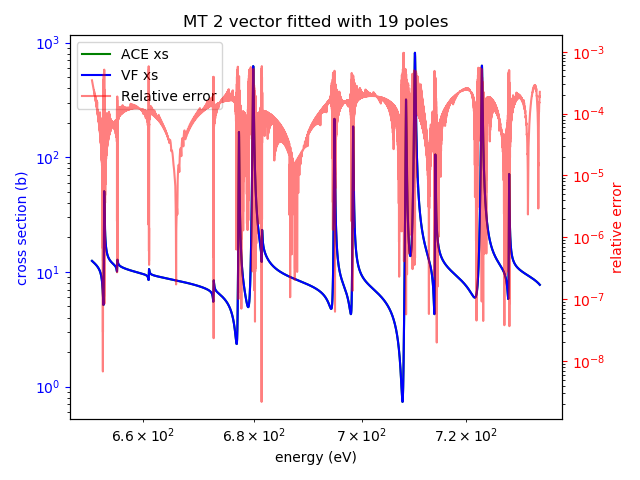 MT 2 vector fitted with 19 poles
ACE xs
VF xs
Relative error
cross section (b)
10³
10²
10¹
10⁰
10⁻³
10⁻⁴
10⁻⁵
10⁻⁶
10⁻⁷
10⁻⁸
relative error
6.6 × 10² 6.8 × 10² 7 × 10² 7.2 × 10²
energy (eV)